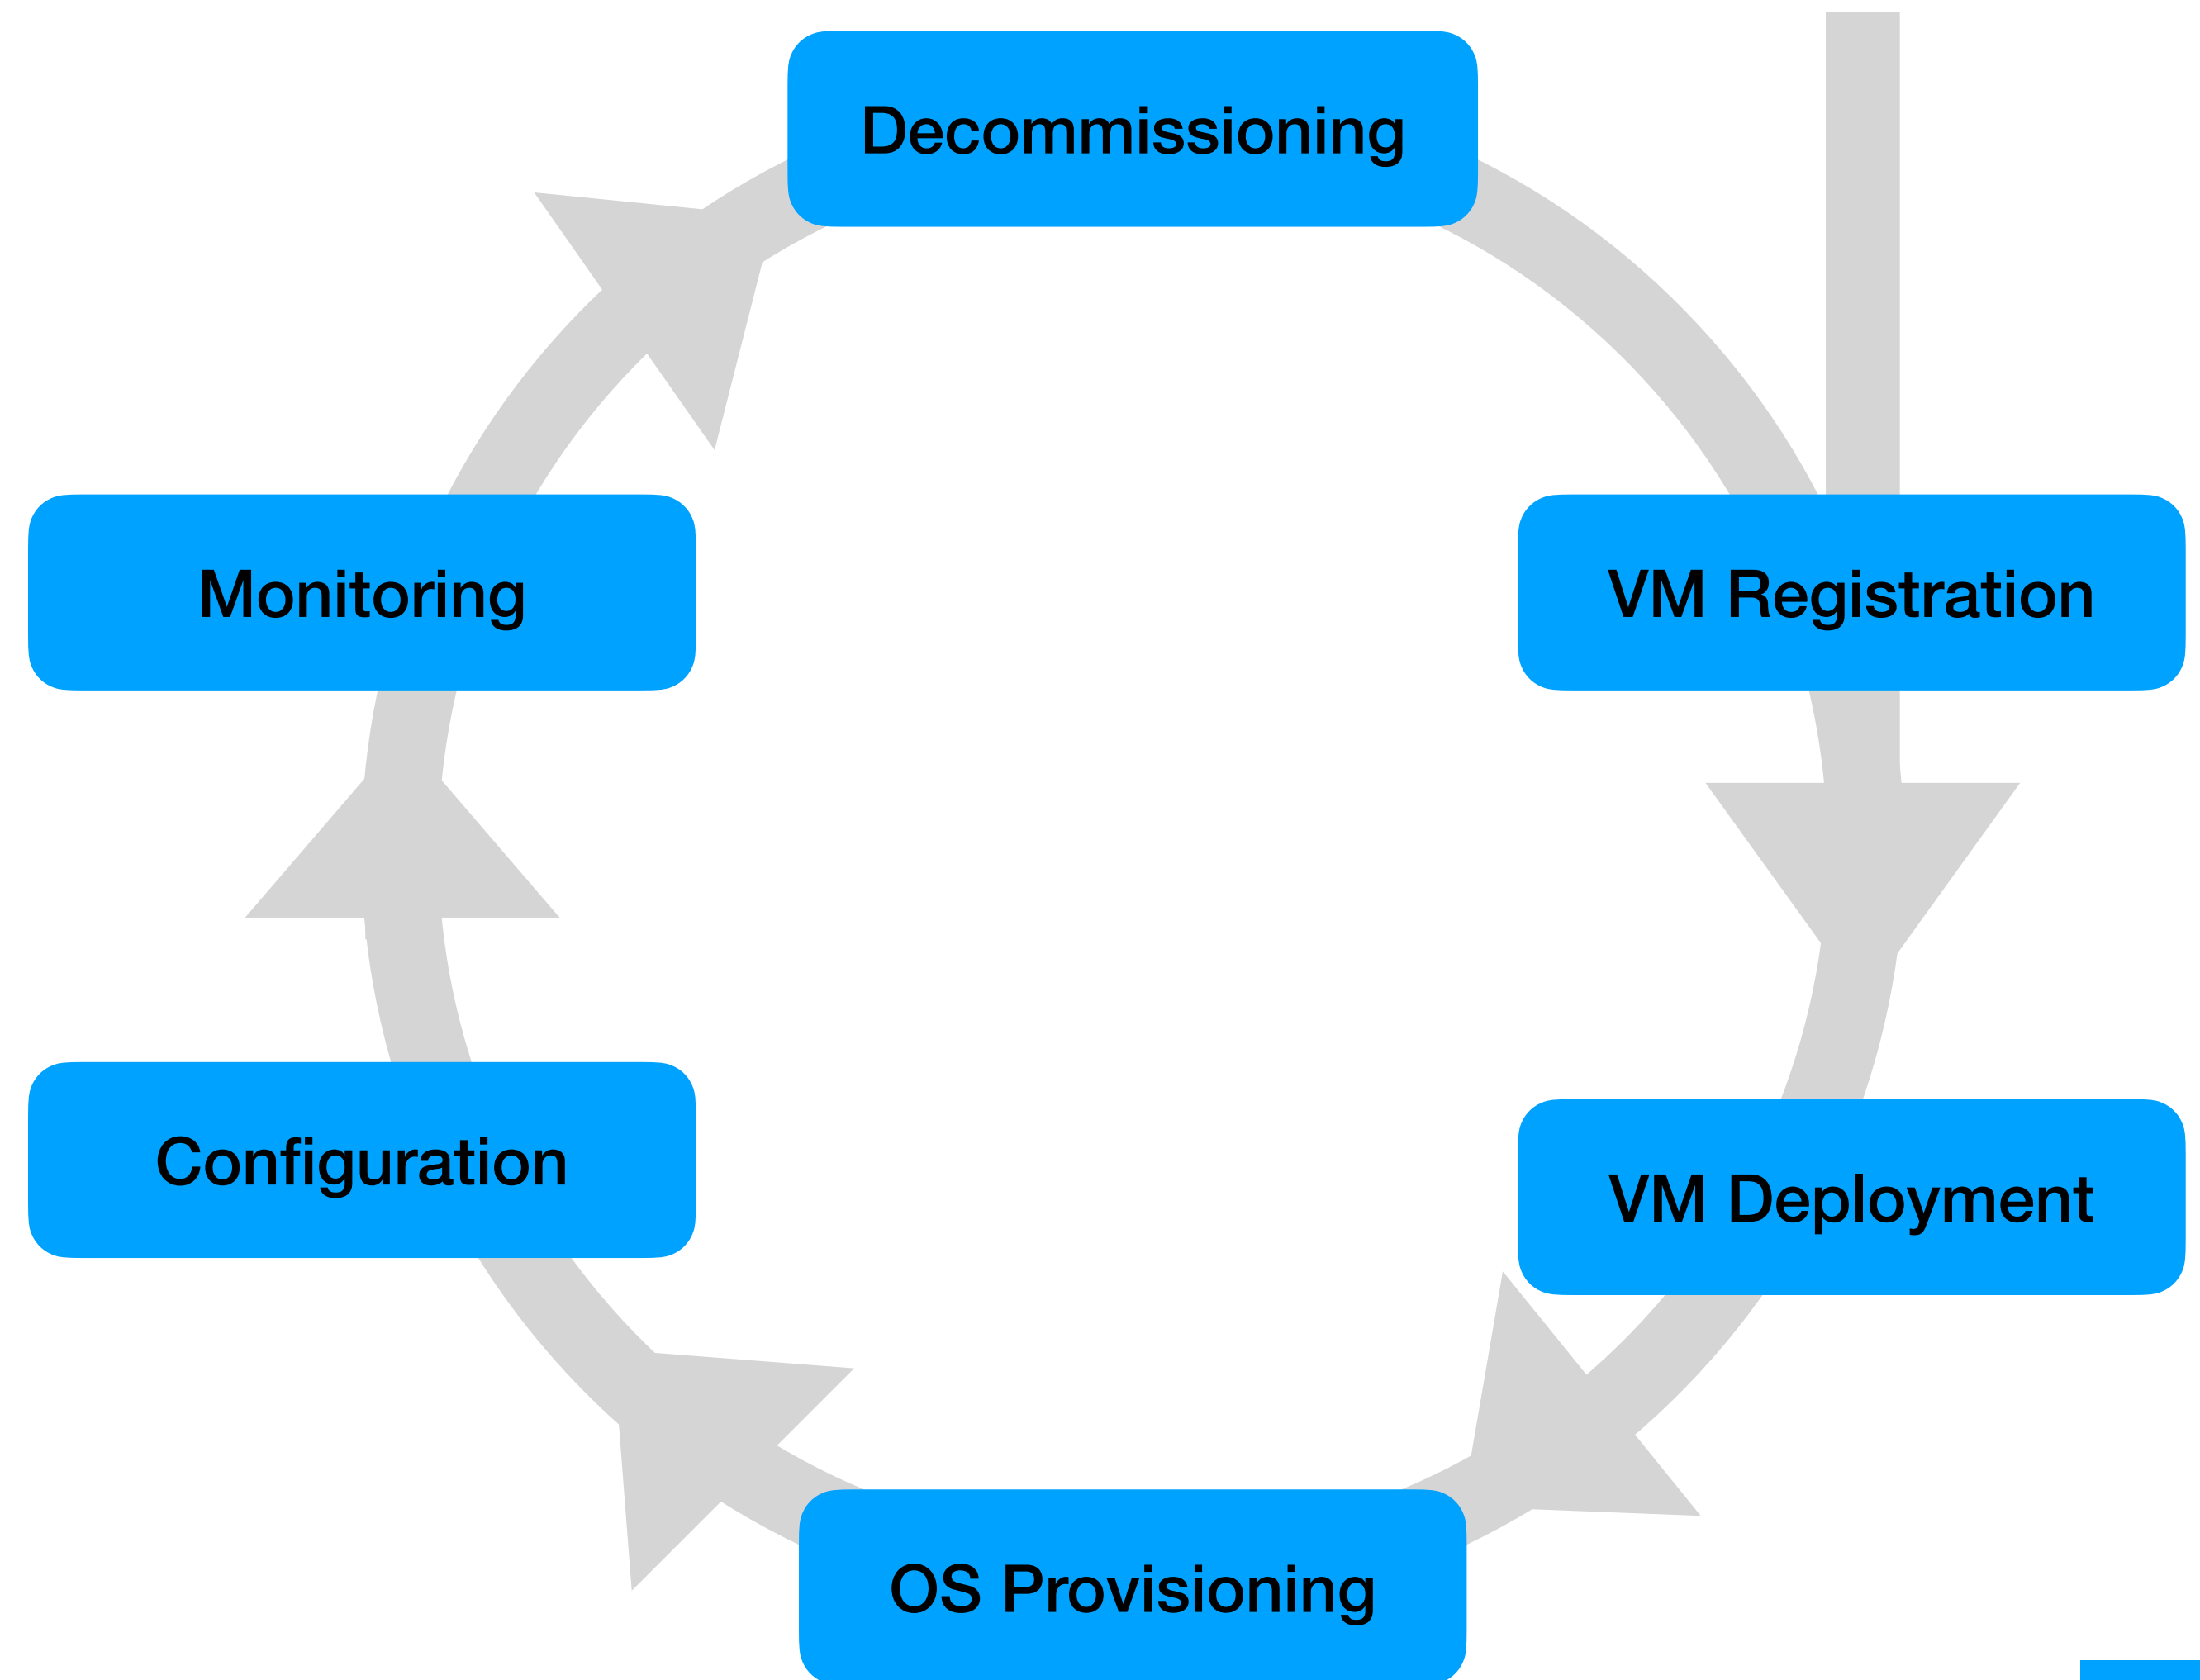 Decommissioning
Monitoring
VM Registration
Configuration
VM Deployment
OS Provisioning